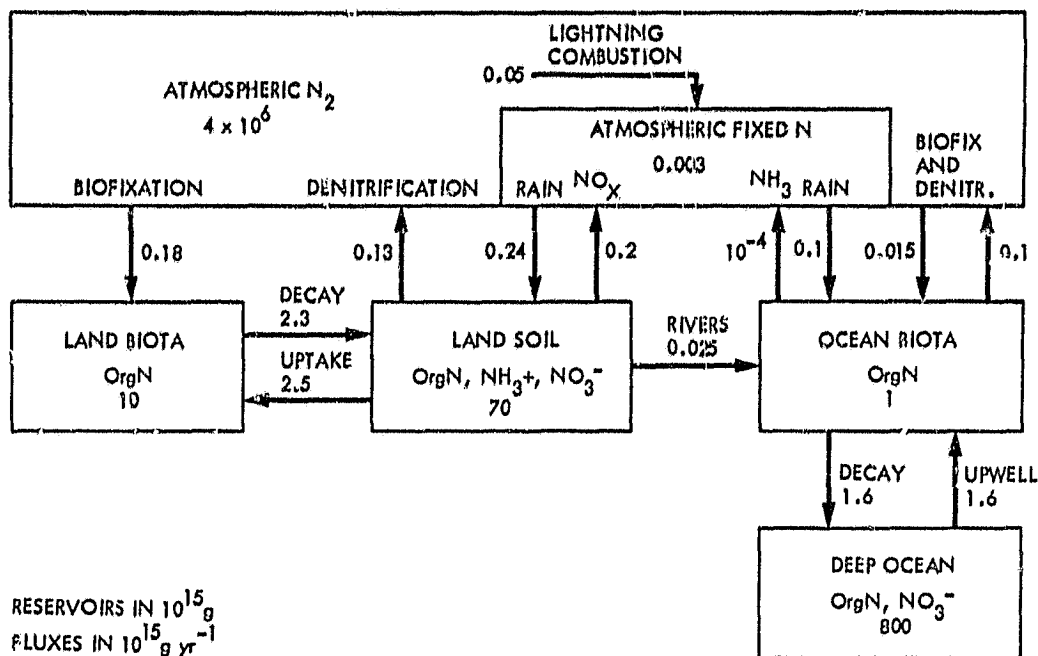 LIGHTNING
COMBUSTION
0.05
ATMOSPHERIC N2
4 x 10^6
ATMOSPHERIC FIXED N
0.003
BIOFIX
AND
DENITR.
BIOFIXATION
DENITRIFICATION
RAIN
NOX
NH3
RAIN
0.18
0.13
0.24
0.2
10^-4
0.1
0.015
0.1
LAND BIOTA
OrgN
10
DECAY
2.3
UPTAKE
2.5
LAND SOIL
OrgN, NH3+, NO3^-
70
RIVERS
0.025
OCEAN BIOTA
OrgN
1
DECAY
1.6
UPWELL
1.6
DEEP OCEAN
OrgN, NO3^-
800
RESERVOIRS IN 10^15 g
FLUXES IN 10^15 g yr^-1